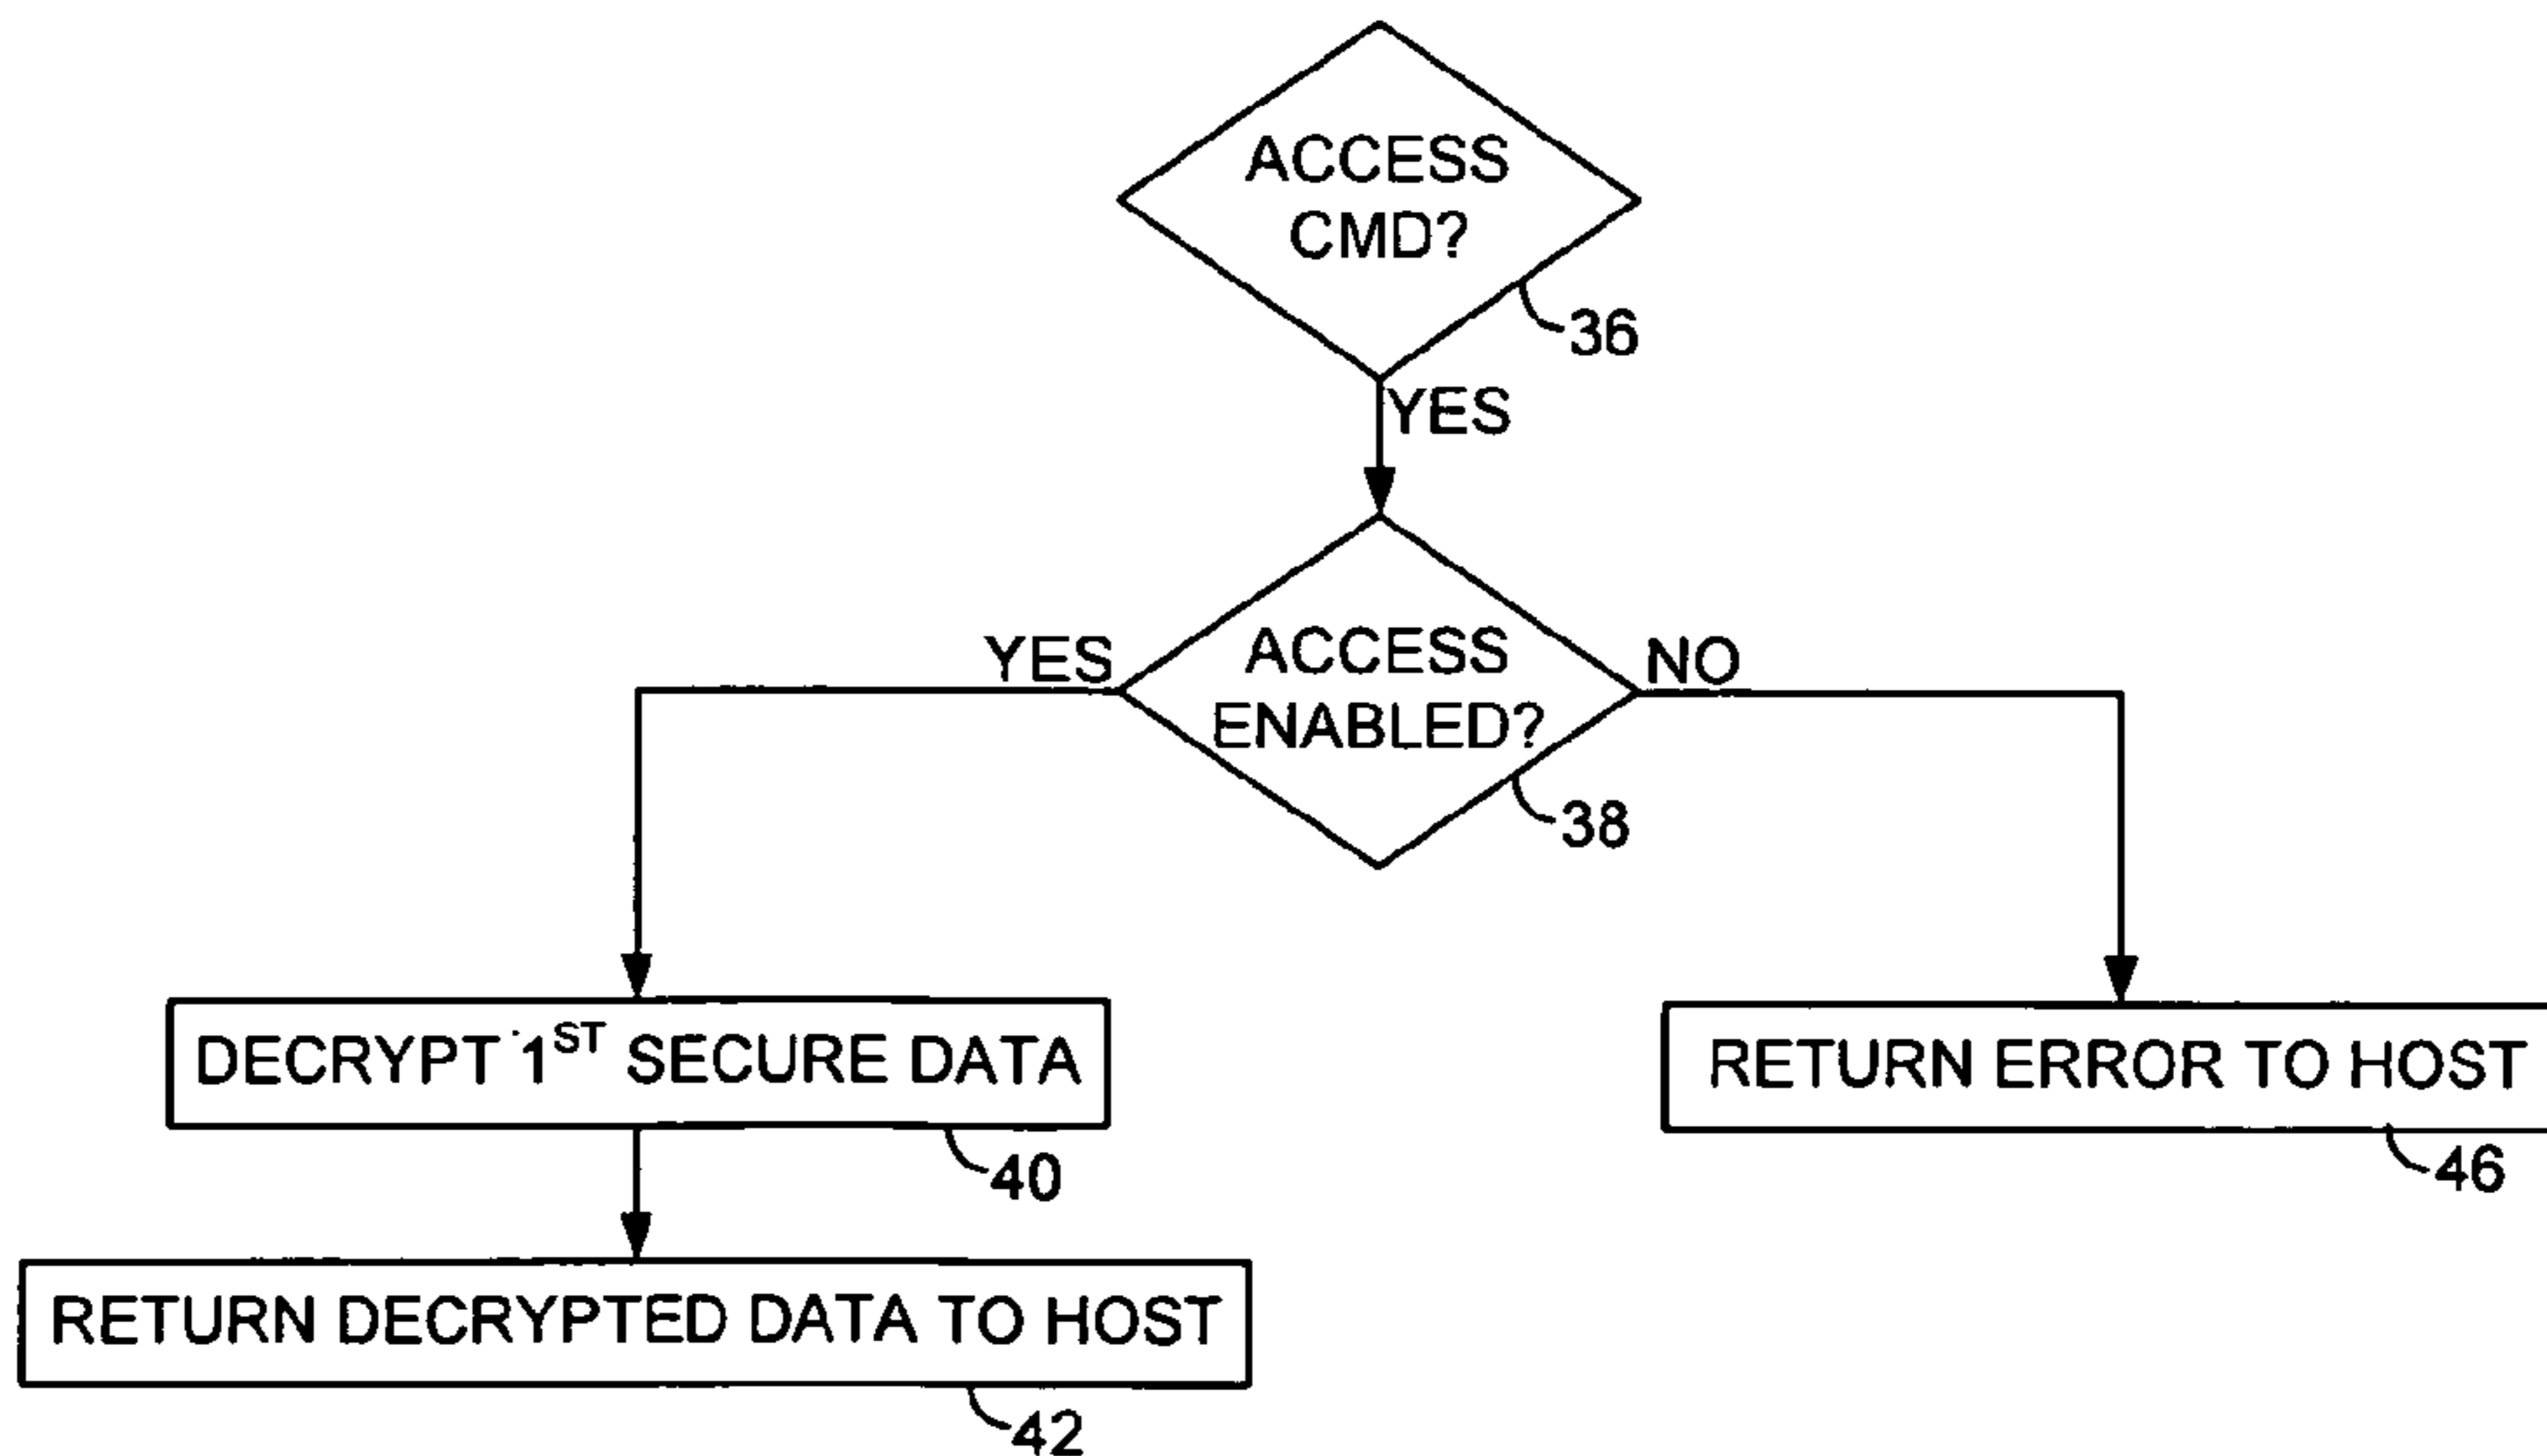 ACCESS
CMD?
36
YES
ACCESS
ENABLED?
YES
NO
38
DECRYPT 1ST SECURE DATA
40
RETURN ERROR TO HOST
46
RETURN DECRYPTED DATA TO HOST
42